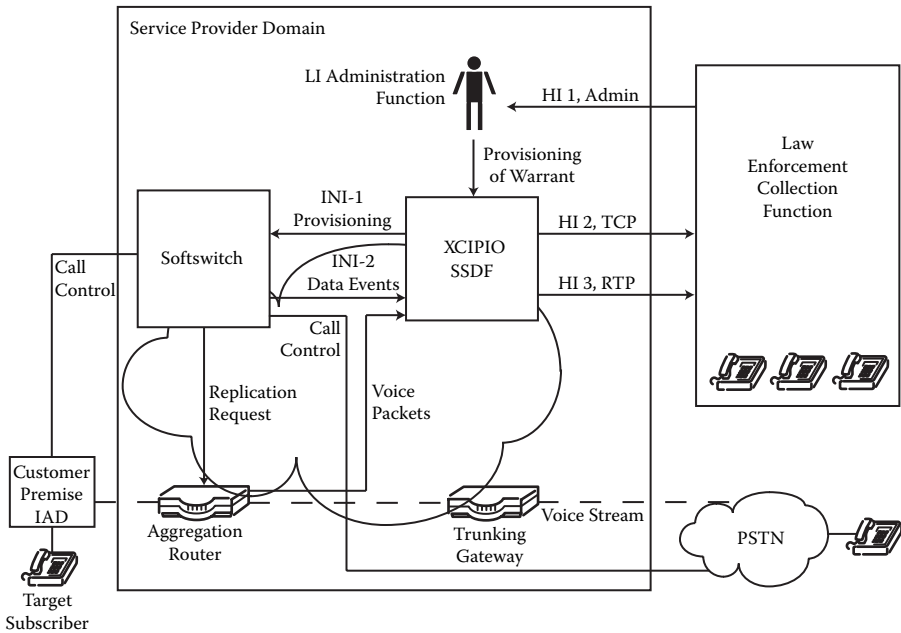 Service Provider Domain
LI Administration
Function
HI 1, Admin
Law
Enforcement
Collection
Function
Provisioning
of Warrant
INI-1
Provisioning
HI 2, TCP
Softswitch
XCIPIO
SSDF
Call
Control
INI-2
Data Events
HI 3, RTP
Call
Control
Replication
Request
Voice
Packets
Customer
Premise
IAD
Aggregation
Router
Trunking
Gateway
Voice Stream
PSTN
Target
Subscriber